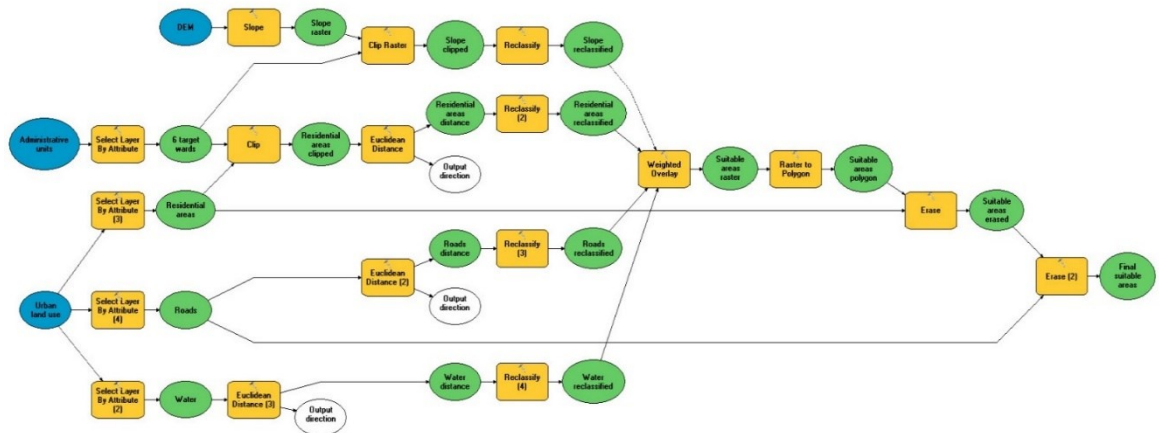 DEM
Slope
Slope
raster
Clip Raster
Slope
clipped
Reclassify
Slope
reclassified
Administrative
units
Select Layer
By Attribute
6 target
wards
Clip
Residential
areas
clipped
Euclidean
Distance
Residential
areas
distance
Output
direction
Reclassify
(2)
Residential
areas
reclassified
Weighted
Overlay
Suitable
areas
raster
Raster to
Polygon
Suitable
areas
polygon
Select Layer
By Attribute
(3)
Residential
areas
Erase
Suitable
areas
erased
Urban
land use
Select Layer
By Attribute
(4)
Roads
Euclidean
Distance (2)
Roads
distance
Output
direction
Reclassify
(3)
Roads
reclassified
Erase (2)
Final
suitable
areas
Select Layer
By Attribute
(2)
Water
Euclidean
Distance (3)
Output
direction
Water
distance
Reclassify
(4)
Water
reclassified